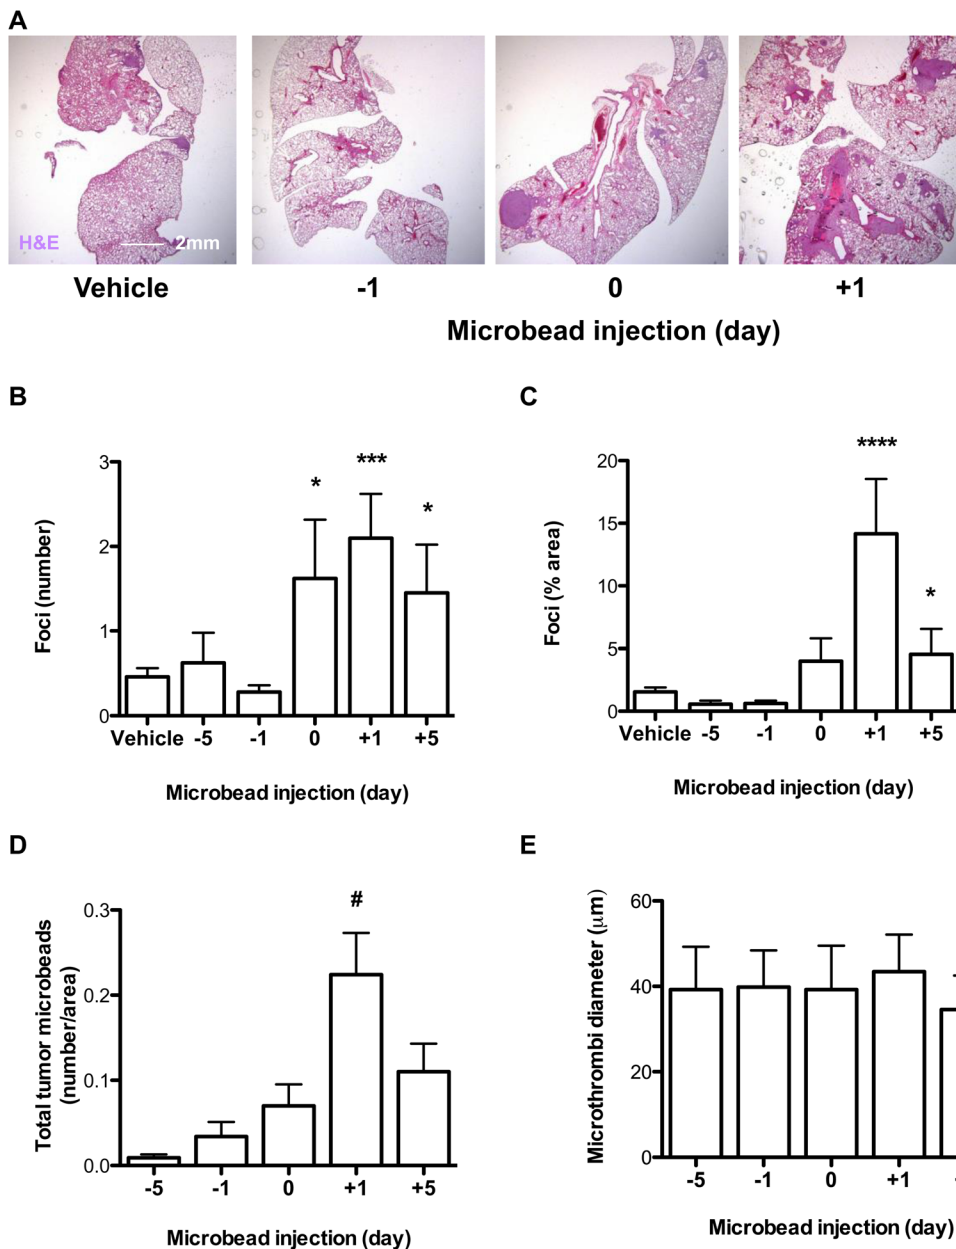 A
H&E
2mm
Vehicle
-1
0
+1
Microbead injection (day)
B
Foci (number)
3
2
1
0
*
***
*
Vehicle
-5
-1
0
+1
+5
Microbead injection (day)
C
Foci (% area)
20
15
10
5
0
****
*
Vehicle
-5
-1
0
+1
+5
Microbead injection (day)
D
Total tumor microbeads
(number/area)
0.3
0.2
0.1
0.0
#
-5
-1
0
+1
+5
Microbead injection (day)
E
Microthrombi diameter (μm)
60
40
20
0
-5
-1
0
+1
Microbead injection (day)